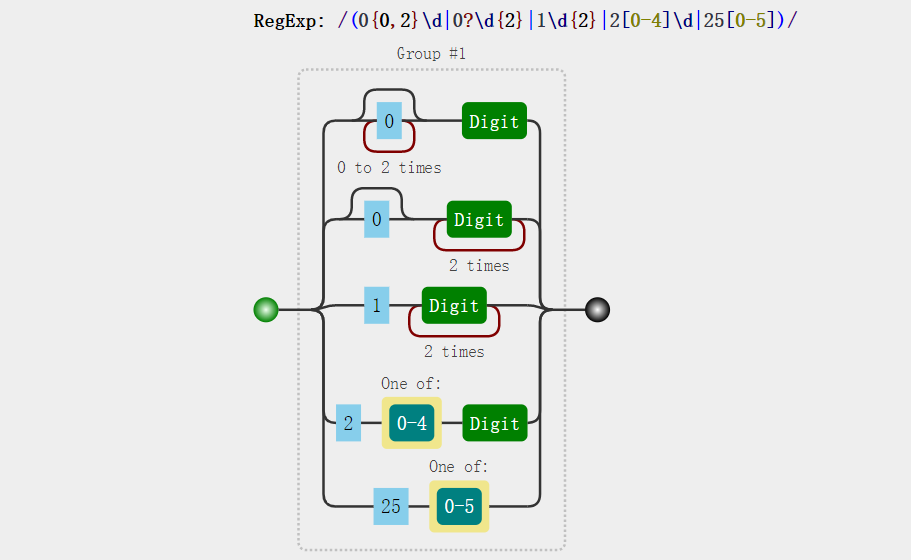 RegExp: /(0{0,2}\d|0?\d{2}|1\d{2}|2[0-4]\d|25[0-5])/
Group #1
0
Digit
0 to 2 times
0
Digit
2 times
1
Digit
2 times
One of:
2
0-4
Digit
One of:
25
0-5